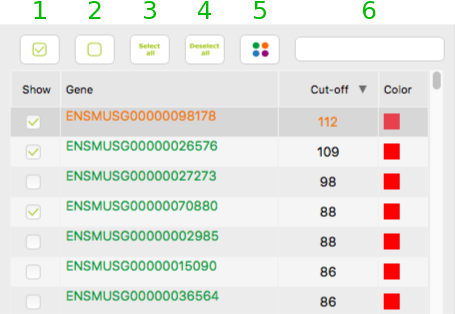 1 2 3 4 5 6
Select all
Deselect all
Show Gene Cut-off ▼ Color
ENSMUSG00000098178 112
ENSMUSG00000026576 109
ENSMUSG00000027273 98
ENSMUSG00000070880 88
ENSMUSG00000002985 88
ENSMUSG00000015090 86
ENSMUSG00000036564 86